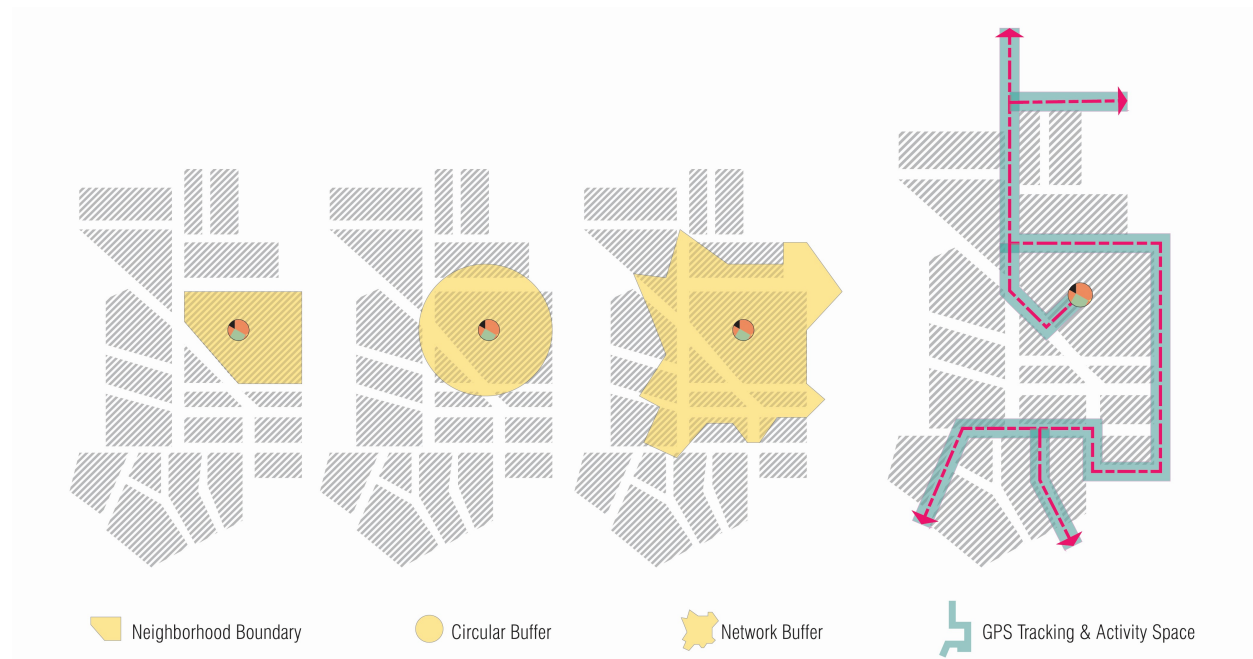 Neighborhood Boundary
Circular Buffer
Network Buffer
GPS Tracking & Activity Space